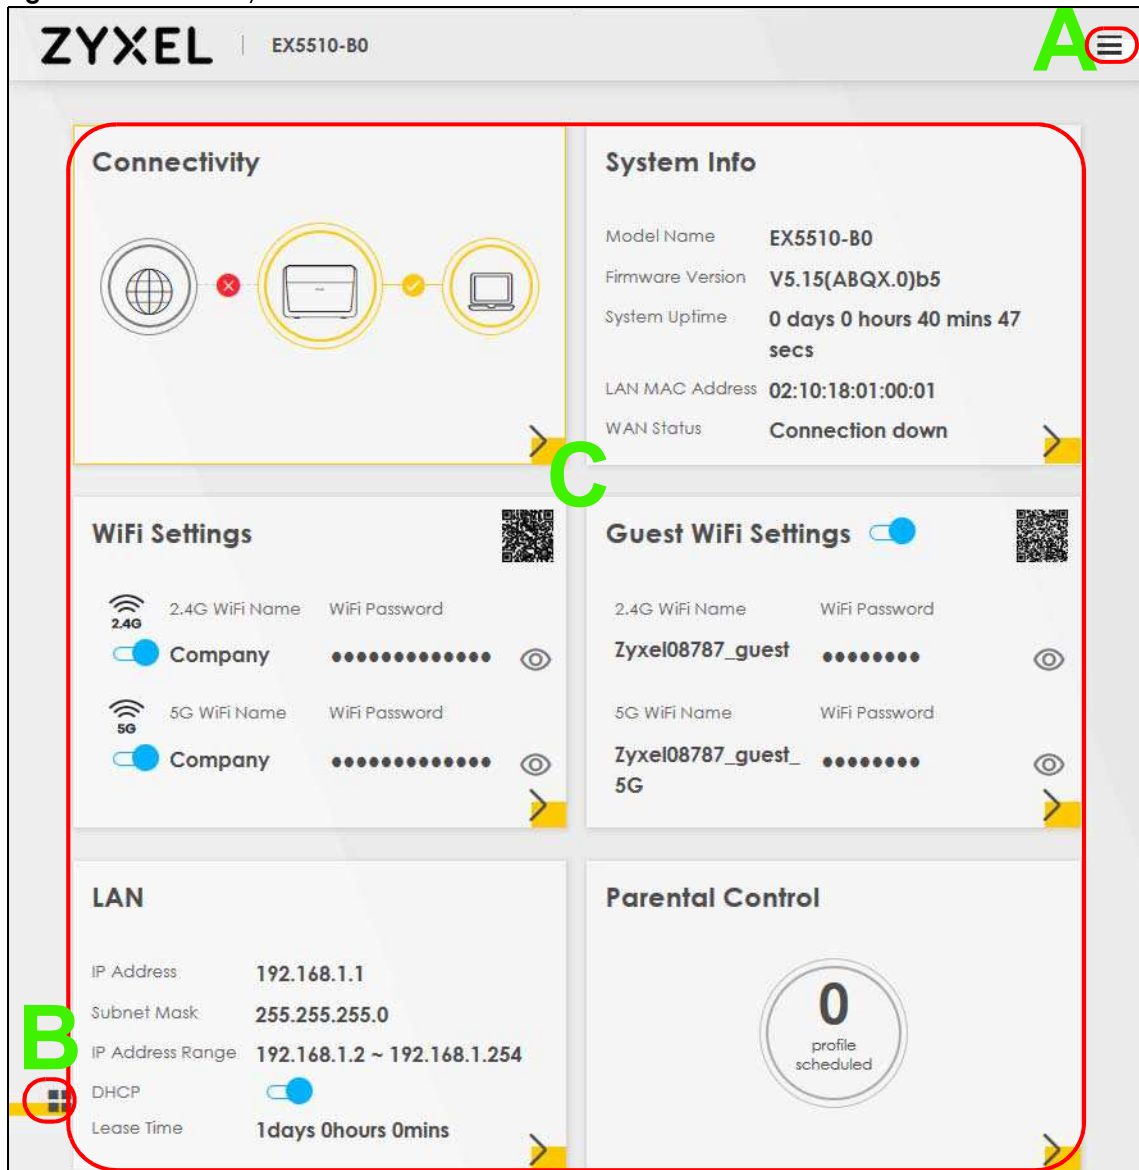 ZYXEL EX5510-B0
A
Connectivity
System Info
Model Name EX5510-B0
Firmware Version V5.15(ABQX.0)b5
System Uptime 0 days 0 hours 40 mins 47
secs
LAN MAC Address 02:10:18:01:00:01
WAN Status Connection down
C
WiFi Settings
2.4G
2.4G WiFi Name WiFi Password
Company •••••••••••••
5G
5G WiFi Name WiFi Password
Company •••••••••••••
Guest WiFi Settings
2.4G WiFi Name WiFi Password
Zyxel08787_guest ••••••••
5G WiFi Name WiFi Password
Zyxel08787_guest_ ••••••••
5G
LAN
IP Address 192.168.1.1
Subnet Mask 255.255.255.0
IP Address Range 192.168.1.2 ~ 192.168.1.254
DHCP
Lease Time 1days 0hours 0mins
B
Parental Control
0
profile
scheduled